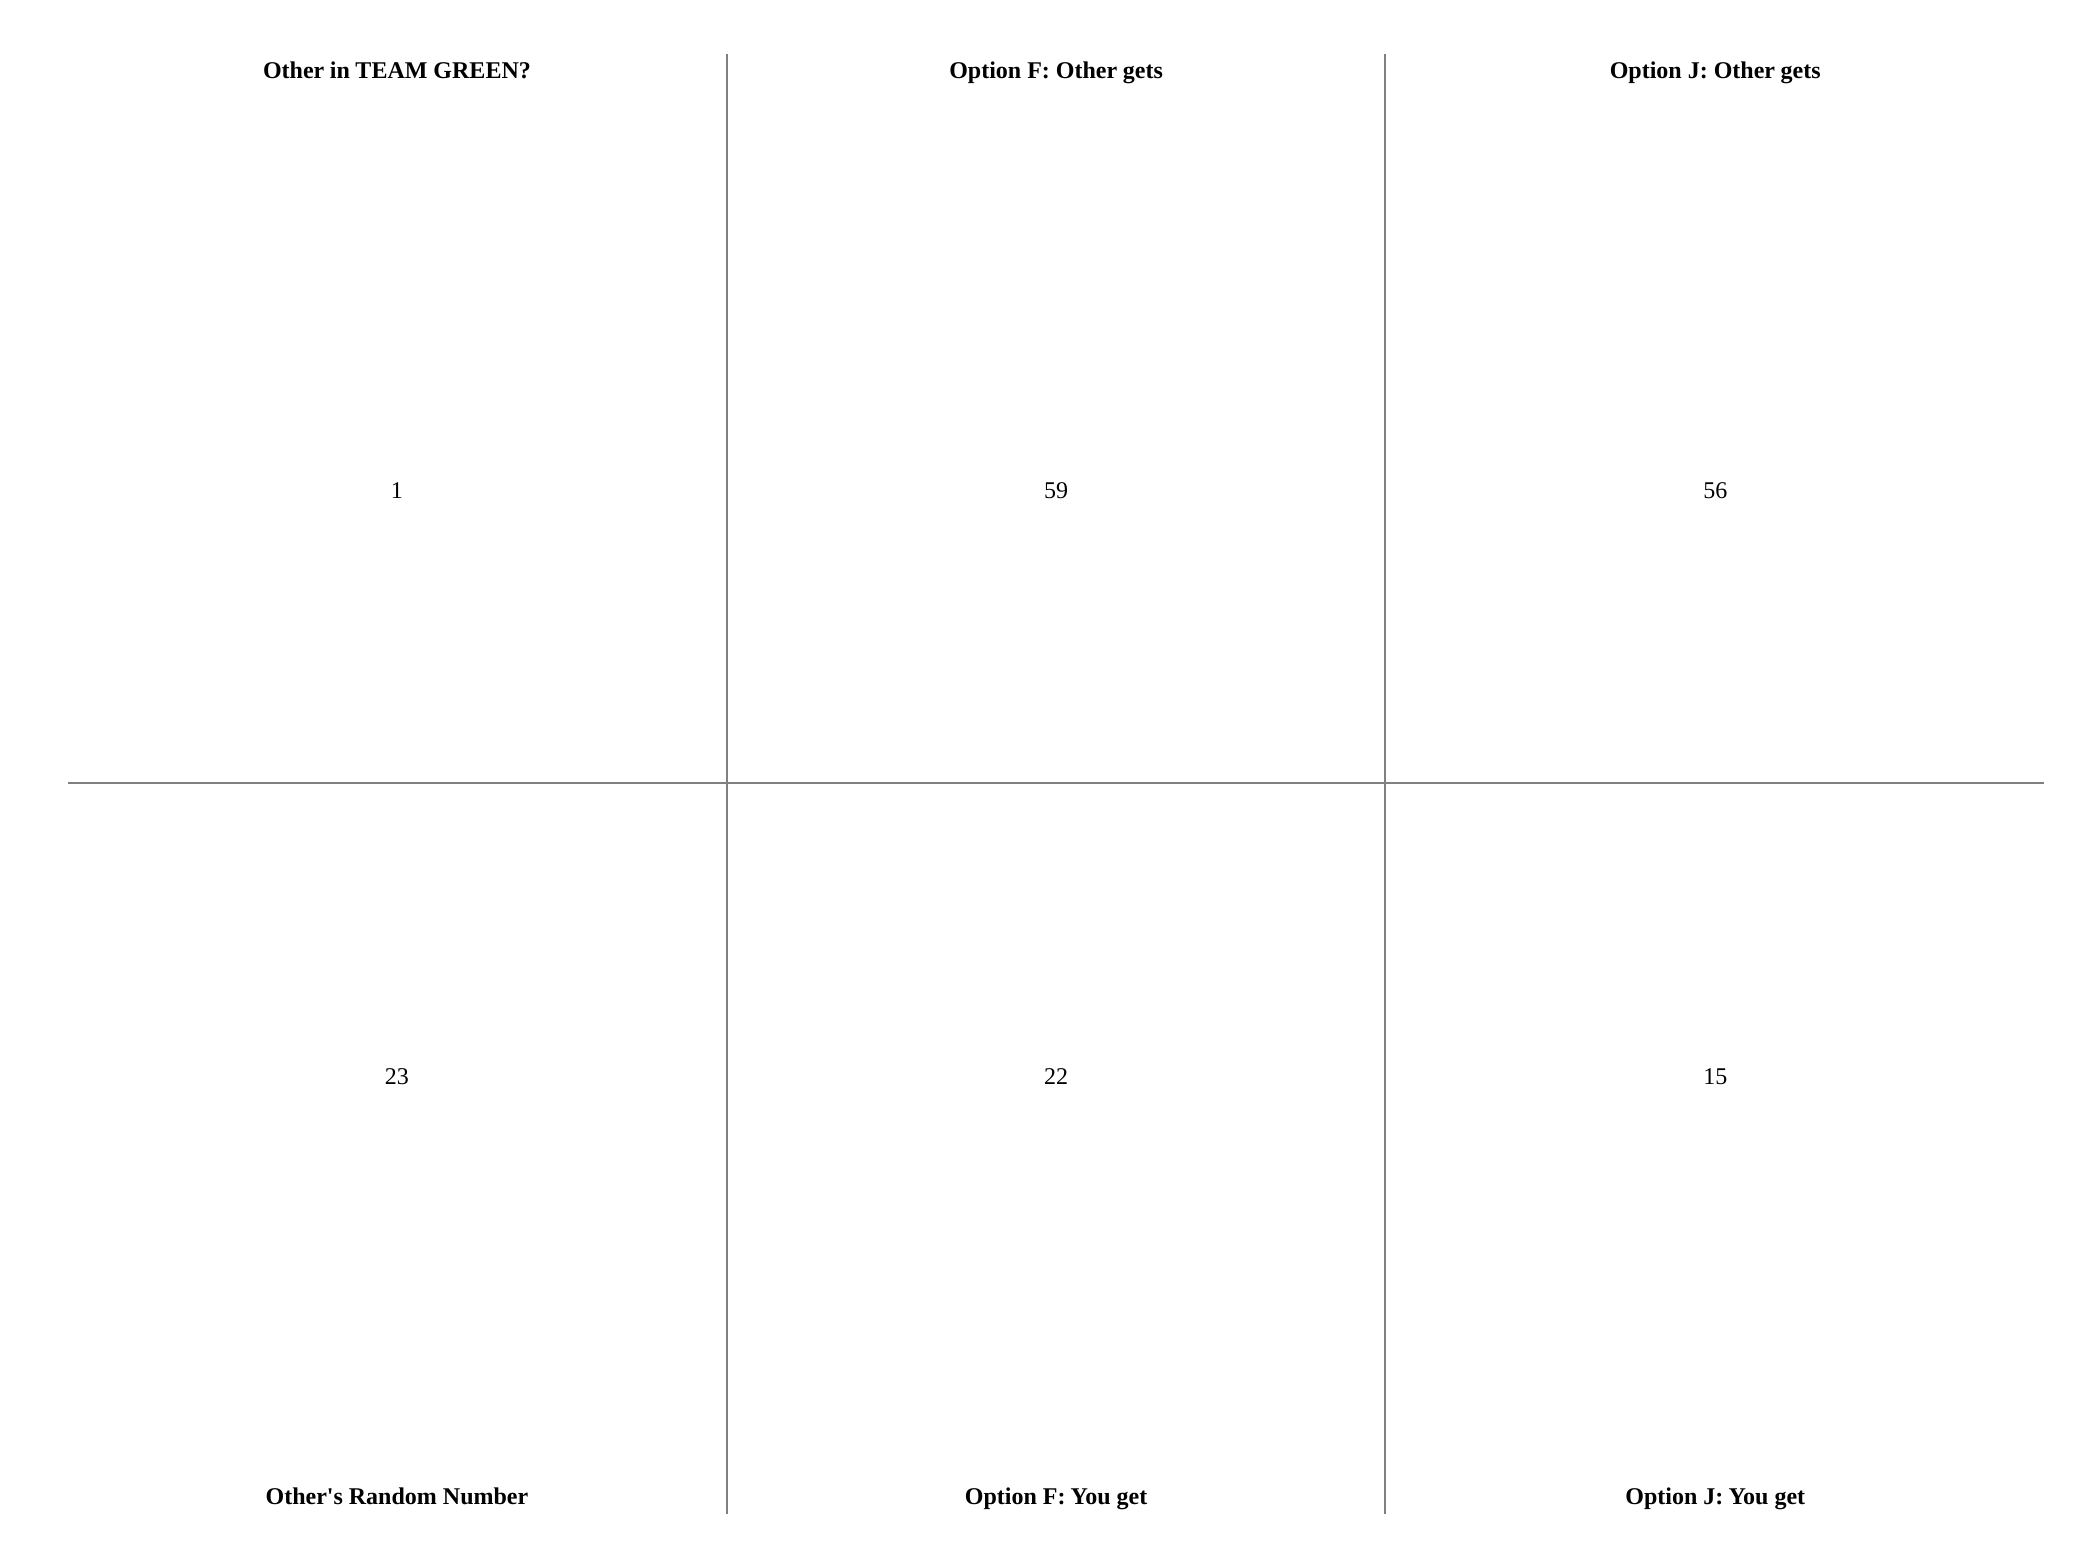 Other in TEAM GREEN?
Option F: Other gets
Option J: Other gets
1
59
56
23
22
15
Other's Random Number
Option F: You get
Option J: You get